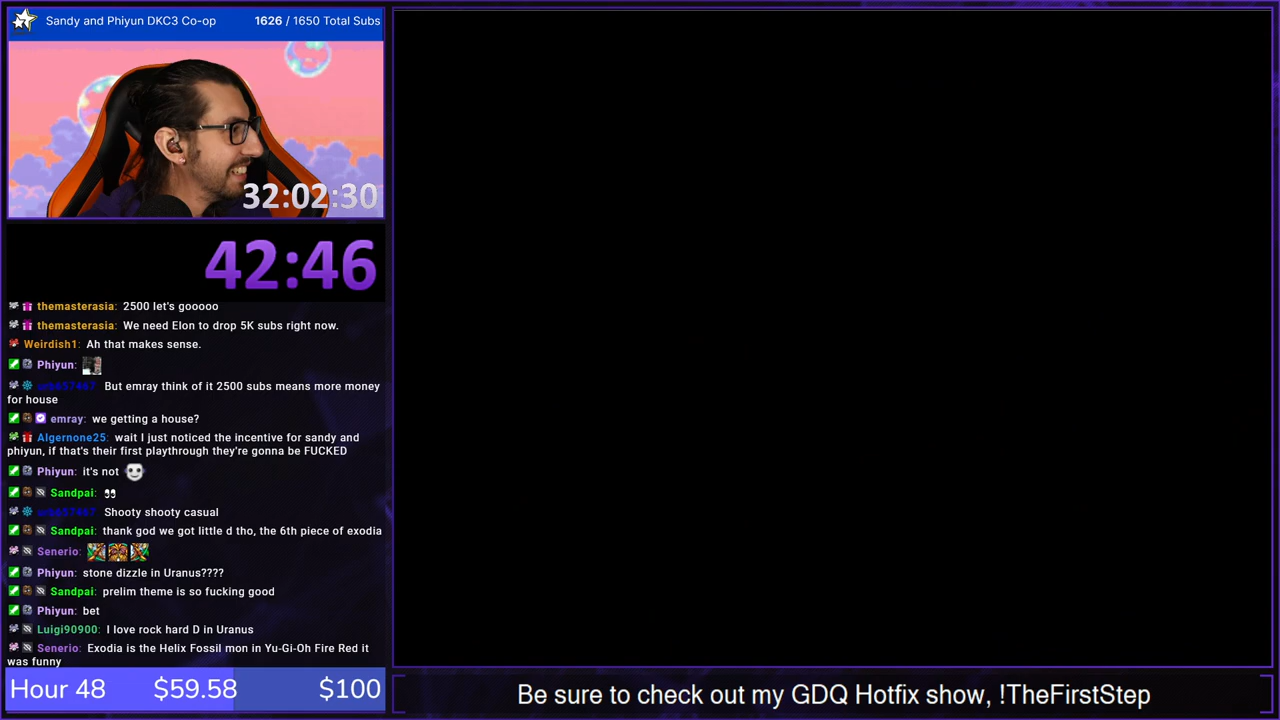 Sandy and Phiyun DKC3 Co-op 1626 / 1650 Total Subs
32:02:30
42:46
themasterasia: 2500 let's gooooo
themasterasia: We need Elon to drop 5K subs right now.
Weirdish1: Ah that makes sense.
Phiyun:
But emray think of it 2500 subs means more money
for house
emray: we getting a house?
Algernone25: wait I just noticed the incentive for sandy and
phiyun, if that's their first playthrough they're gonna be FUCKED
Phiyun: it's not
Sandpai:
Shooty shooty casual
Sandpai: thank god we got little d tho, the 6th piece of exodia
Senerio:
Phiyun: stone dizzle in Uranus????
Sandpai: prelim theme is so fucking good
Phiyun: bet
Luigi90900: I love rock hard D in Uranus
Senerio: Exodia is the Helix Fossil mon in Yu-Gi-Oh Fire Red it
was funny
Hour 48 $59.58 $100
Be sure to check out my GDQ Hotfix show, !TheFirstStep